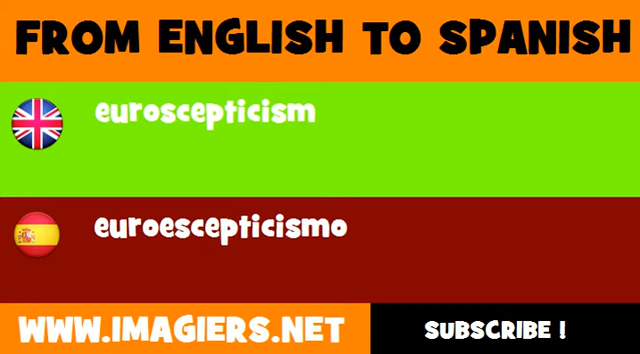 FROM ENGLISH TO SPANISH
euroscepticism
euroescepticismo
WWW.IMAGIERS.NET
SUBSCRIBE !